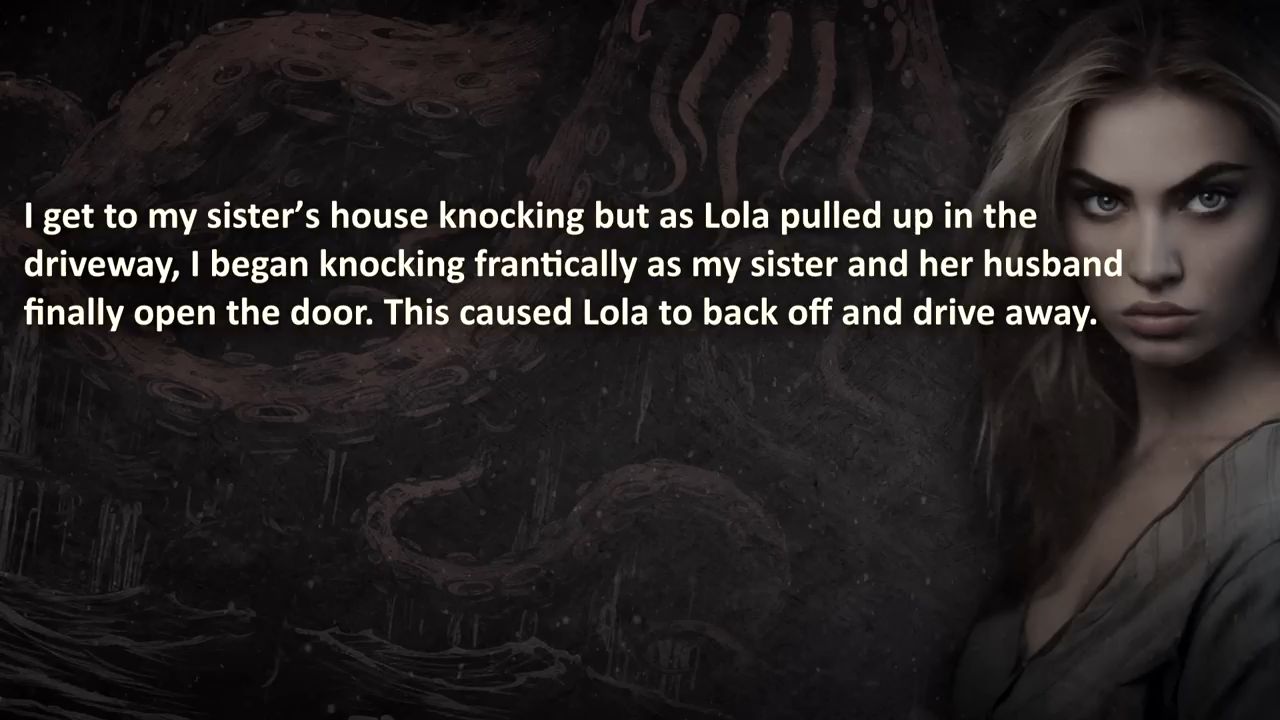 I get to my sister’s house knocking but as Lola pulled up in the
driveway, I began knocking frantically as my sister and her husband
finally open the door. This caused Lola to back off and drive away.